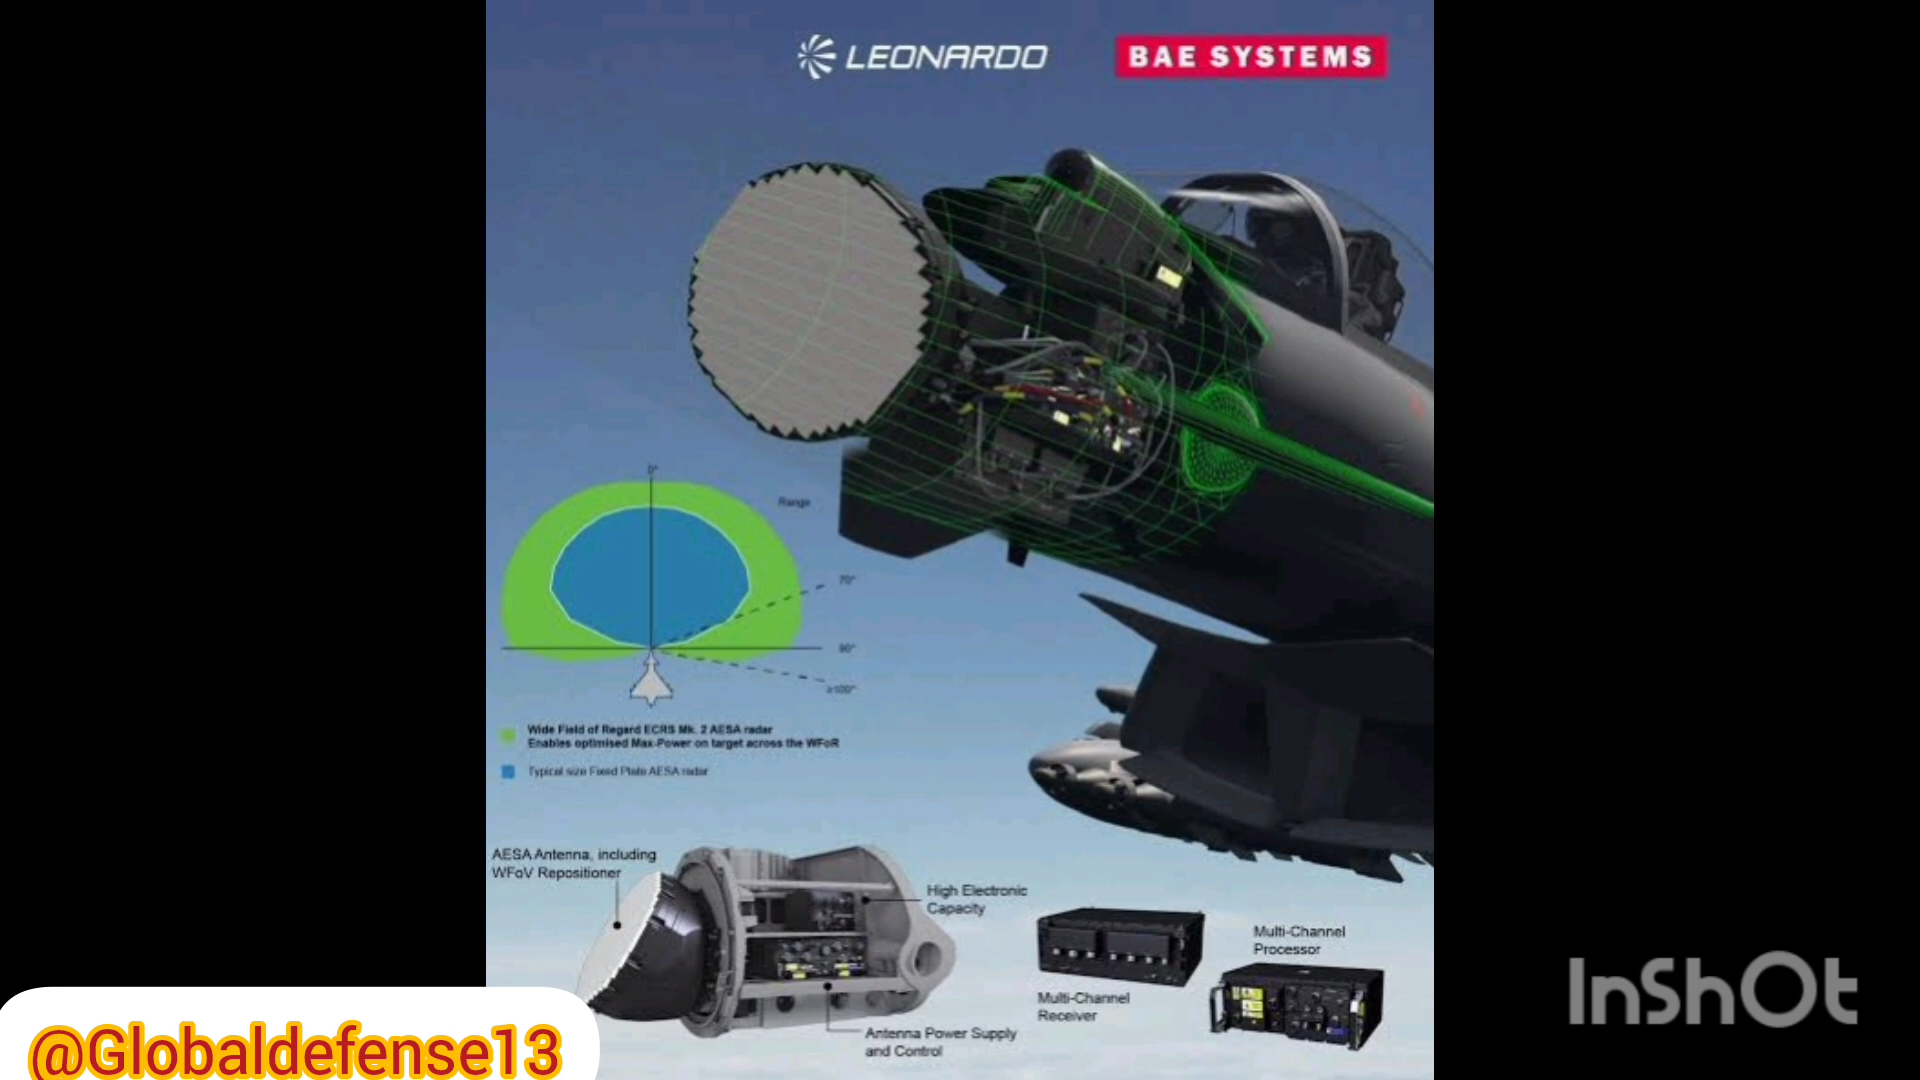 LEONARDO
BAE SYSTEMS
0°
Range
70°
90°
≥100°
Wide Field of Regard ECRS Mk. 2 AESA radar
Enables optimised Max-Power on target across the WFoR
Typical size Fixed Plate AESA radar
AESA Antenna, including
WFoV Repositioner
High Electronic
Capacity
Multi-Channel
Processor
Multi-Channel
Receiver
Antenna Power Supply
and Control
@Globaldefense13
InShOt